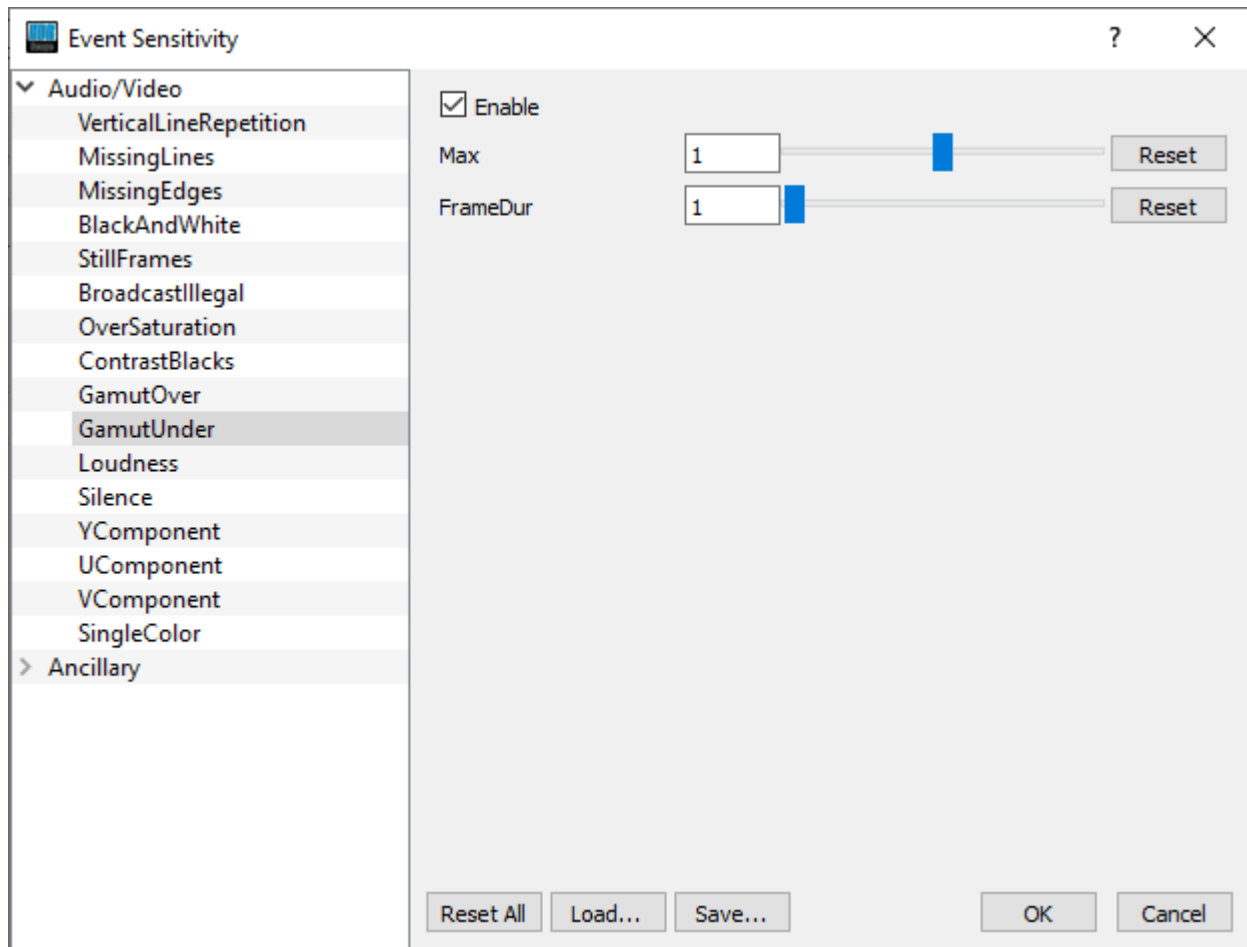 Event Sensitivity
?
Audio/Video
VerticalLineRepetition
MissingLines
MissingEdges
BlackAndWhite
StillFrames
BroadcastIllegal
OverSaturation
ContrastBlacks
GamutOver
GamutUnder
Loudness
Silence
YComponent
UComponent
VComponent
SingleColor
Ancillary
Enable
Max 1 Reset
FrameDur 1 Reset
Reset All Load... Save... OK Cancel